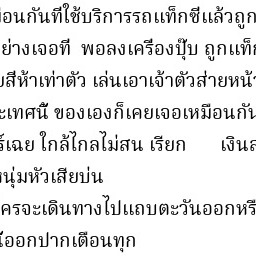 มือนกันที่ใช้บริการรถแท็กซี่แล้วถูก
ย่างเจอที่ พอลงเครื่องปุ๊บ ถูกแท็ก
ยสี่ห้าเท่าตัว เล่นเอาเจ้าตัวส่ายหน้า
ะเทศนี้ ของเองก็เคยเจอเหมือนกัน
ร์เฉย ใกล้ไกลไม่สน เรียก เงินส
หนุ่มหัวเสียบ่น
ครจะเดินทางไปแถบตะวันออกหรื
นี้ออกปากเตือนทุก